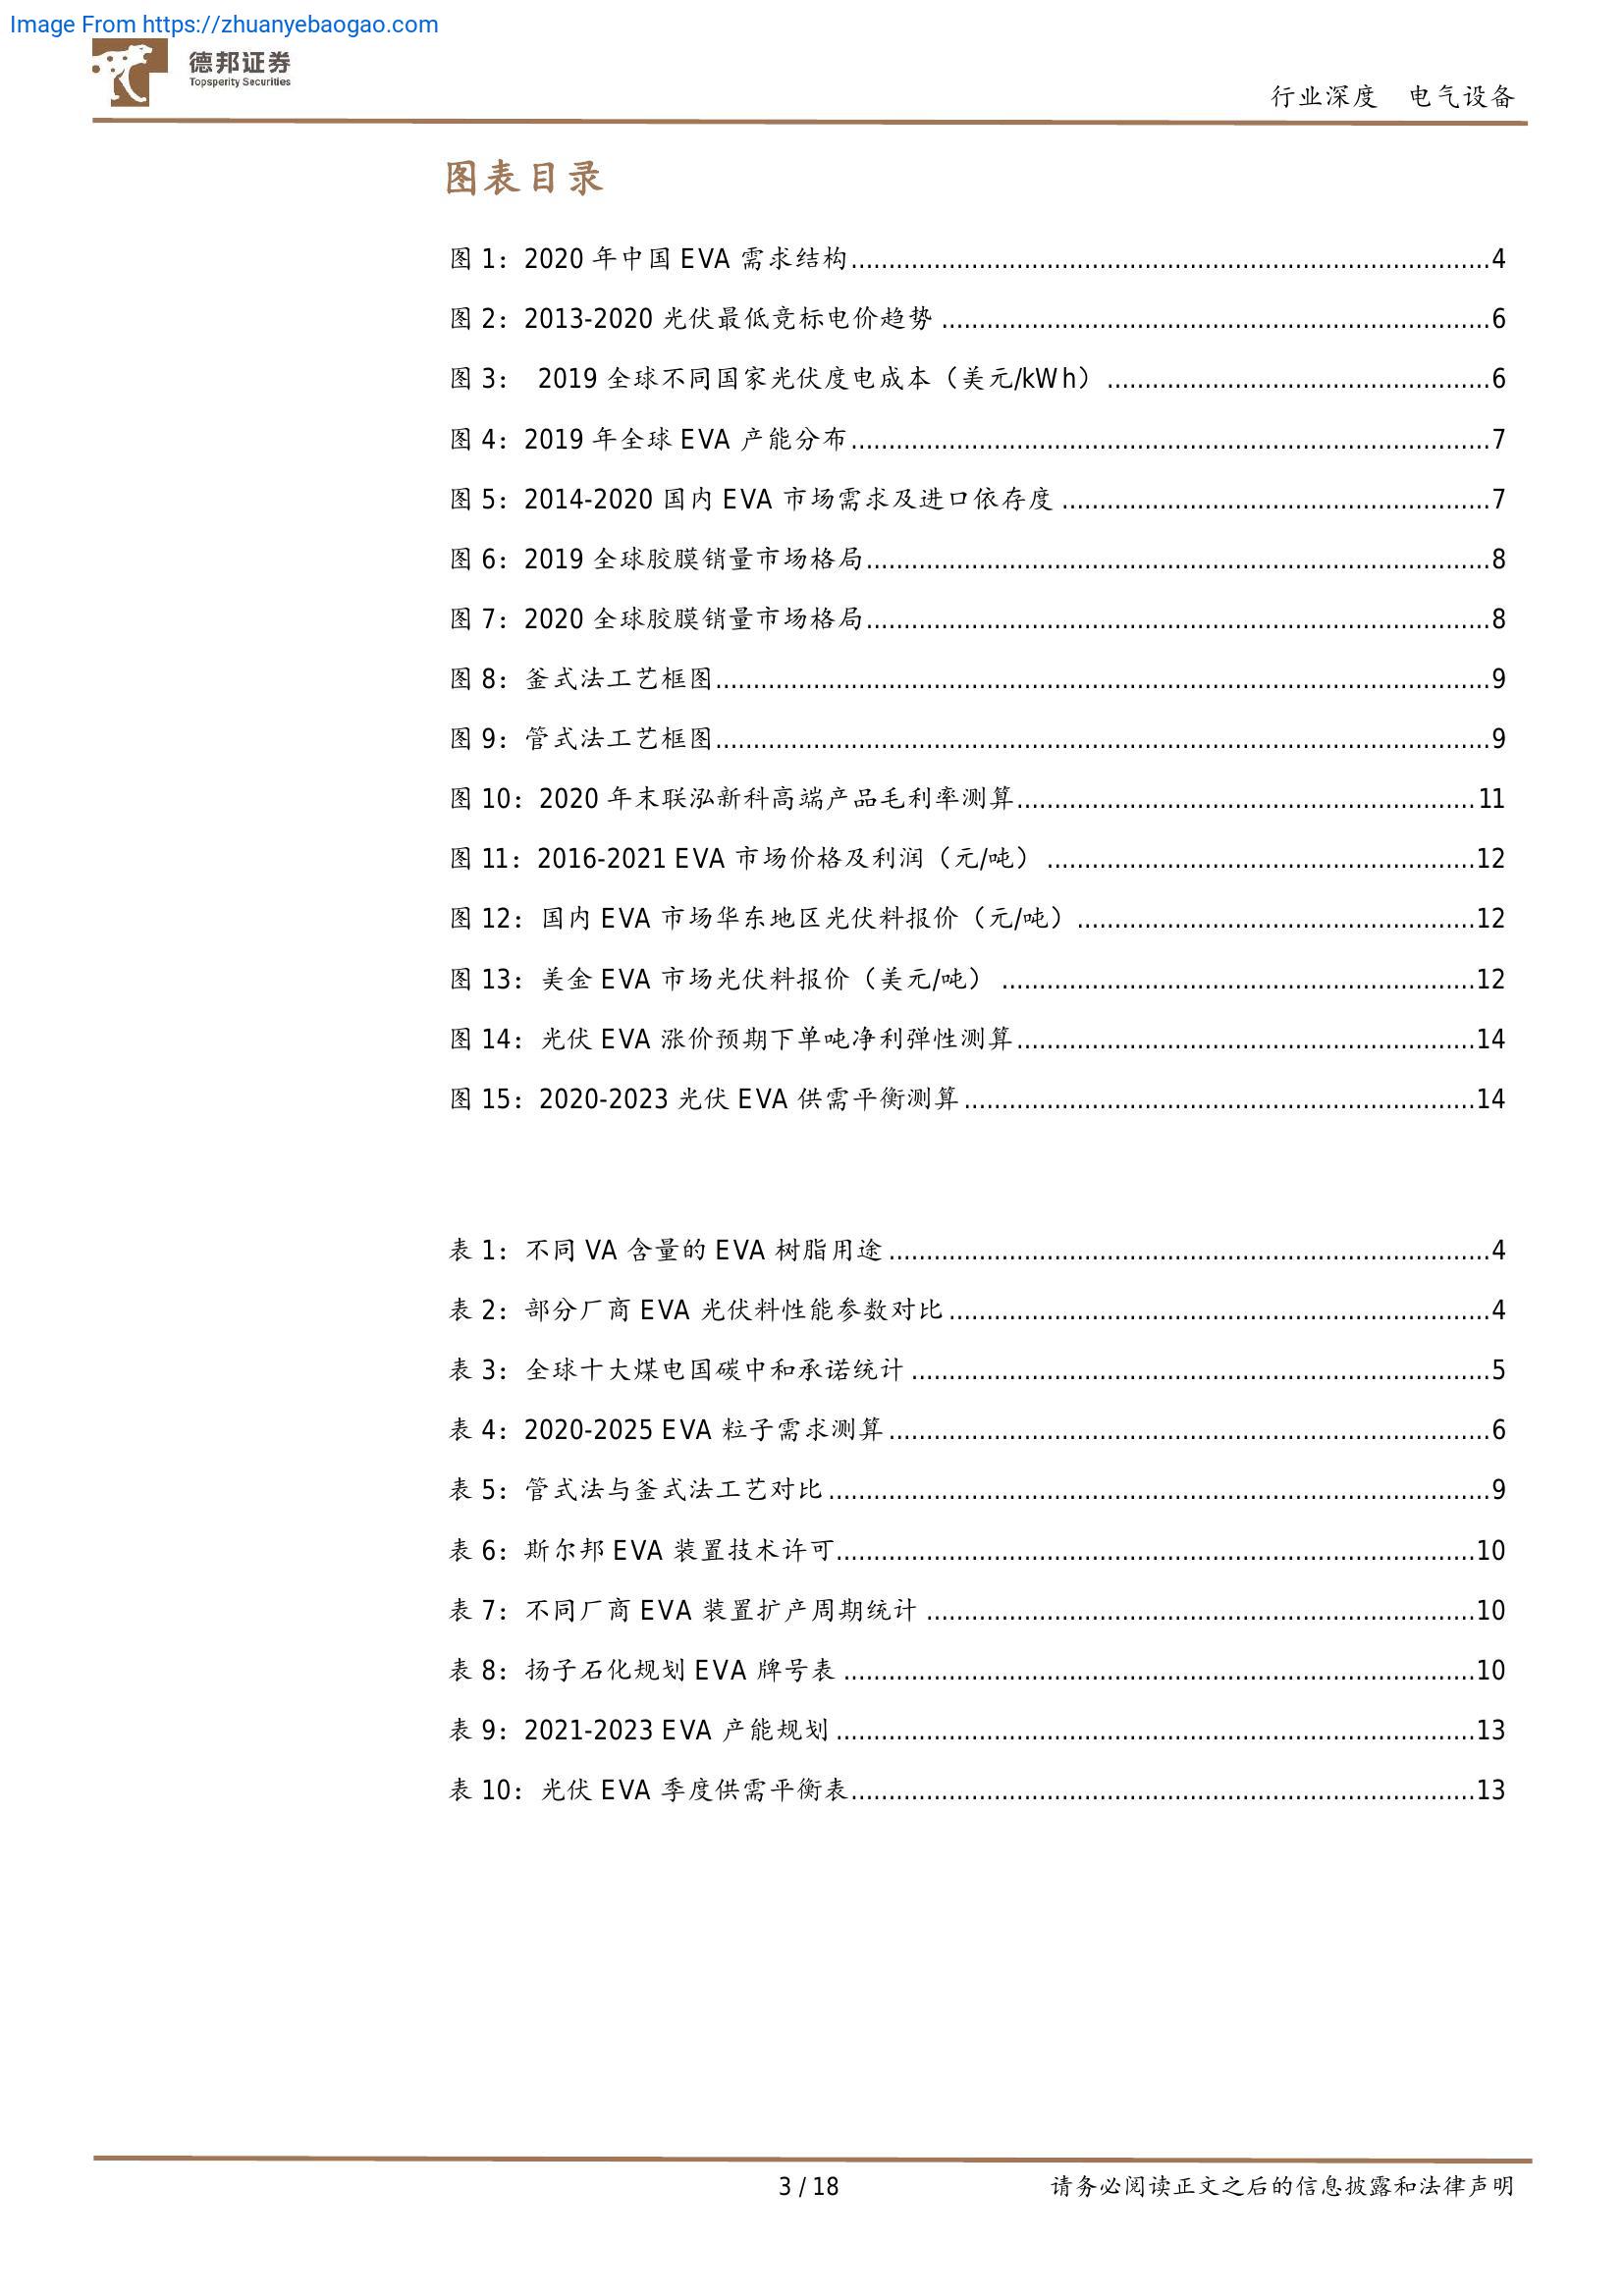 Image From https://zhuanyebaogao.com
德邦证券
Topsperity Securities
行业深度 电气设备
图表目录
图 1：2020 年中国 EVA 需求结构........................................4
图 2：2013-2020 光伏最低竞标电价趋势........................................6
图 3： 2019 全球不同国家光伏度电成本（美元/kWh）........................................6
图 4：2019 年全球 EVA 产能分布........................................7
图 5：2014-2020 国内 EVA 市场需求及进口依存度........................................7
图 6：2019 全球胶膜销量市场格局........................................8
图 7：2020 全球胶膜销量市场格局........................................8
图 8：釜式法工艺框图........................................9
图 9：管式法工艺框图........................................9
图 10：2020 年末联泓新科高端产品毛利率测算........................................11
图 11：2016-2021 EVA 市场价格及利润（元/吨）........................................12
图 12：国内 EVA 市场华东地区光伏料报价（元/吨）........................................12
图 13：美金 EVA 市场光伏料报价（美元/吨）........................................12
图 14：光伏 EVA 涨价预期下单吨净利弹性测算........................................14
图 15：2020-2023 光伏 EVA 供需平衡测算........................................14
表 1：不同 VA 含量的 EVA 树脂用途........................................4
表 2：部分厂商 EVA 光伏料性能参数对比........................................4
表 3：全球十大煤电国碳中和承诺统计........................................5
表 4：2020-2025 EVA 粒子需求测算........................................6
表 5：管式法与釜式法工艺对比........................................9
表 6：斯尔邦 EVA 装置技术许可........................................10
表 7：不同厂商 EVA 装置扩产周期统计........................................10
表 8：扬子石化规划 EVA 牌号表........................................10
表 9：2021-2023 EVA 产能规划........................................13
表 10：光伏 EVA 季度供需平衡表........................................13
3 / 18
请务必阅读正文之后的信息披露和法律声明